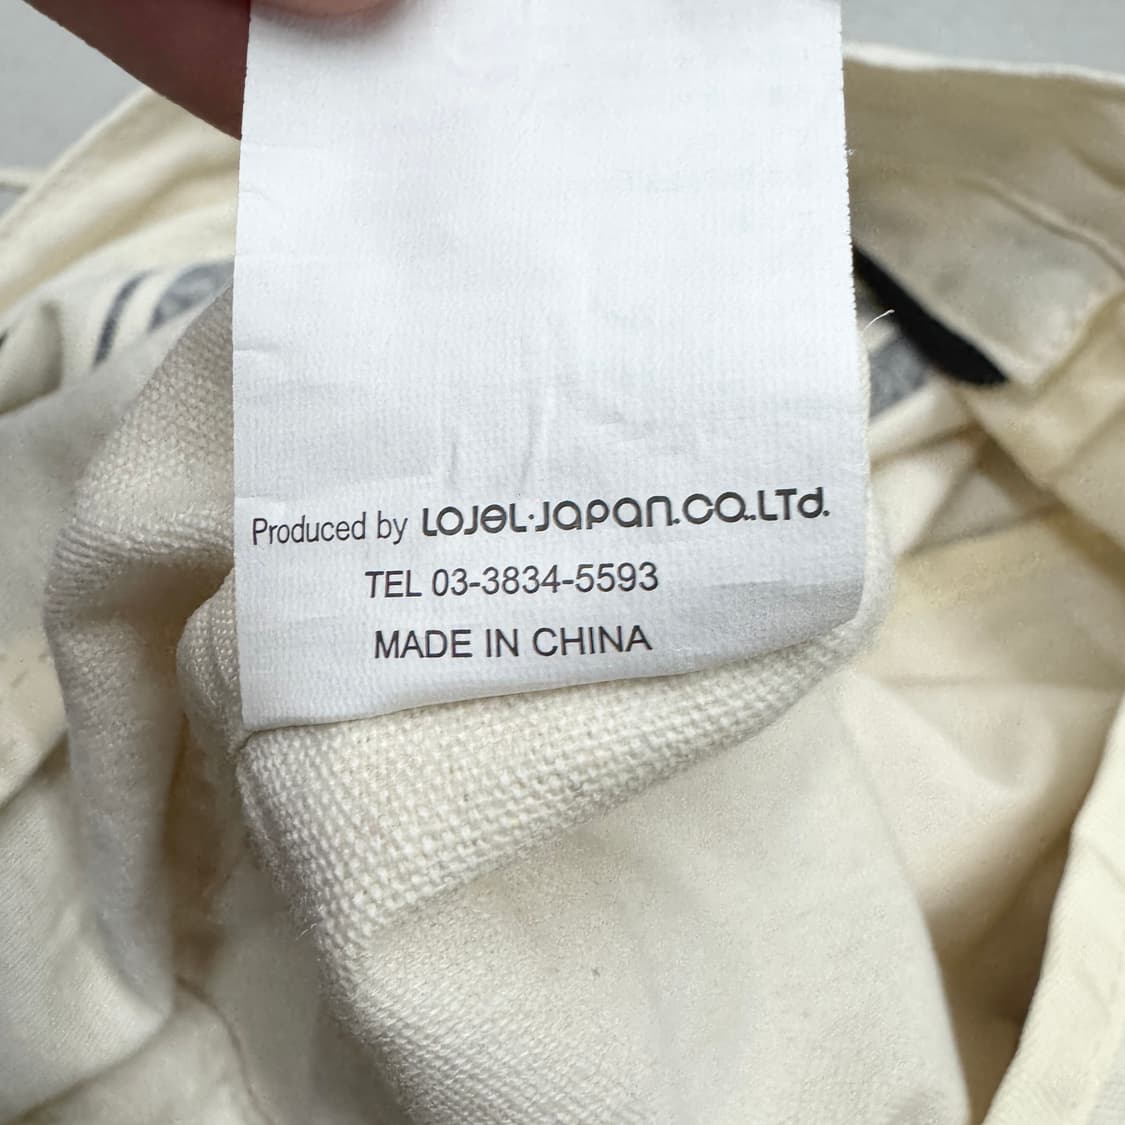 Produced by LOJEL·JAPAN.CO.LTD.
TEL 03-3834-5593
MADE IN CHINA